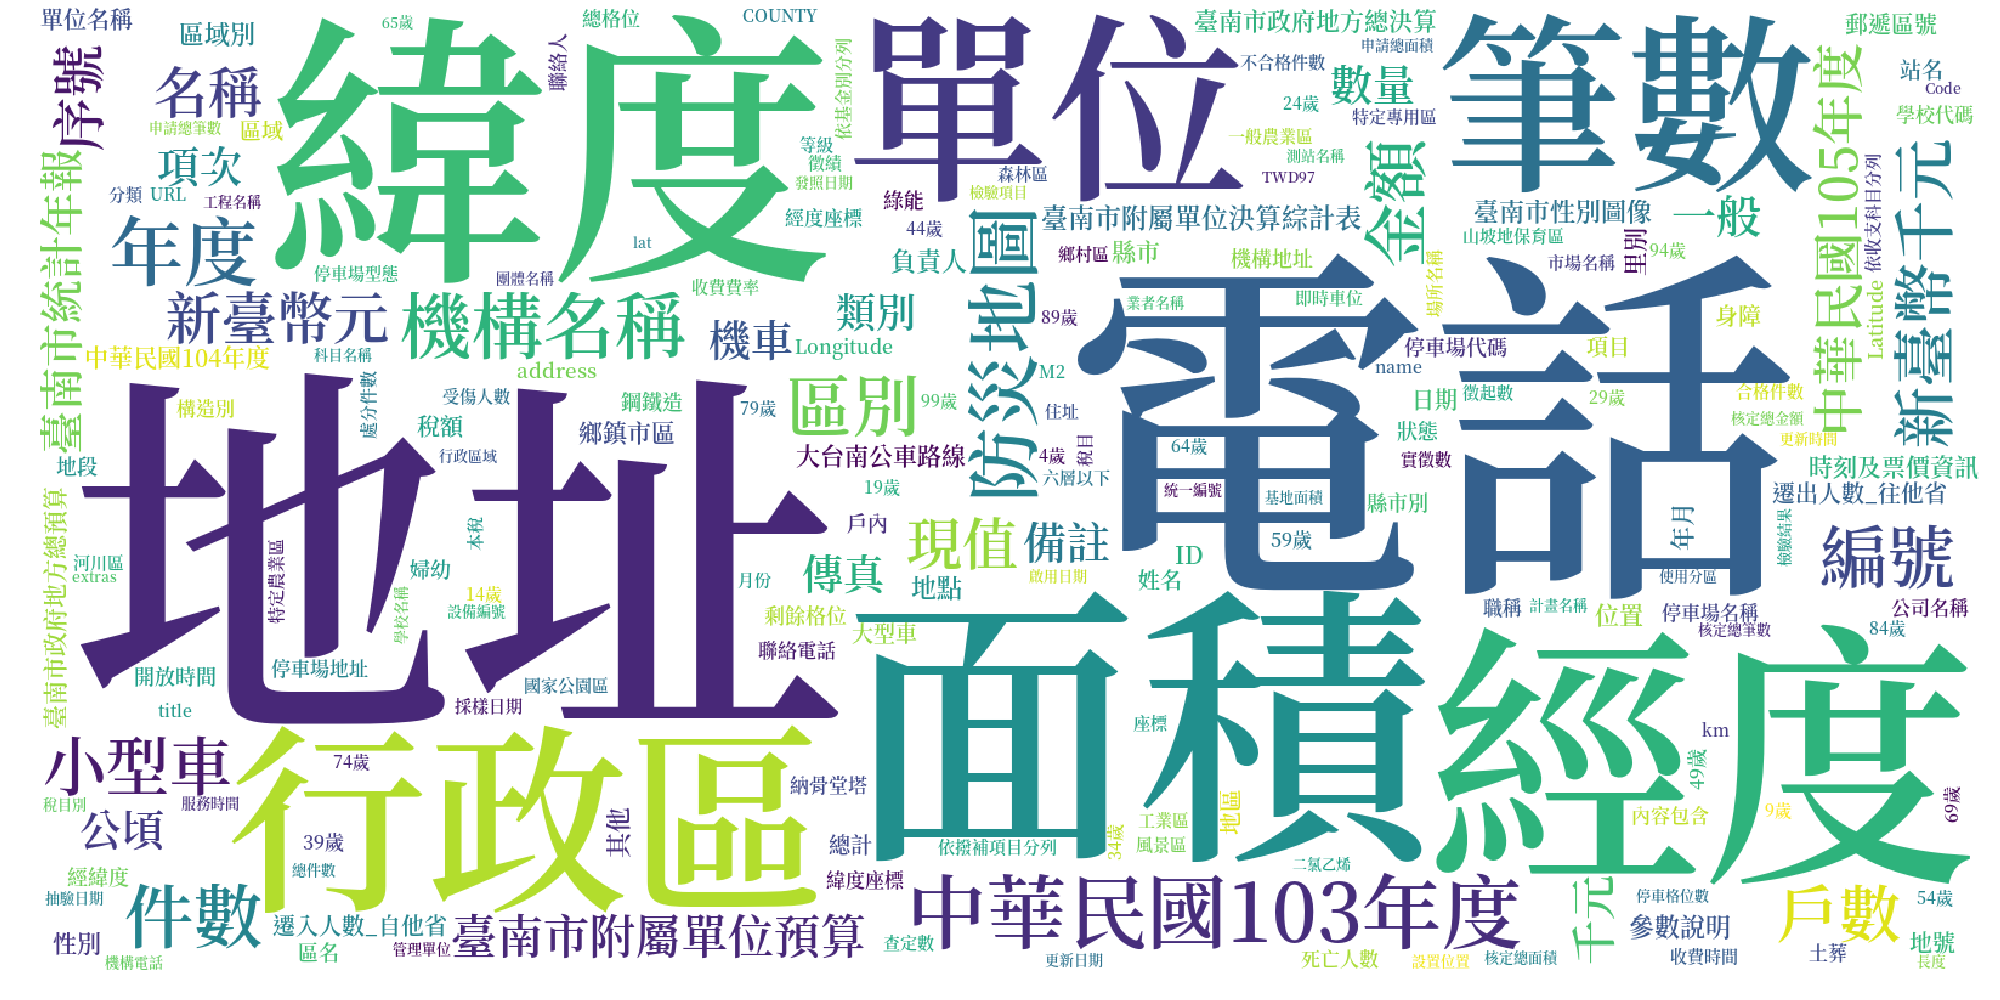 單位名稱
65歲
總格位
COUNTY
臺南市政府地方總決算
郵遞區號
序號
區域別
緯度
聯絡人
依基金別分列
單位
不合格件數
申請總面積
筆數
中華民國105年度
站名
Code
名稱
24歲
數量
特定專用區
學校代碼
申請總筆數
區域
等級
徵績
發照日期
森林區
檢驗項目
一般農業區
測站名稱
TWD97
金額
臺南市統計年報
項次
分類
URL
工程名稱
綠能
44歲
經度座標
防災地圖
臺南市附屬單位決算綜計表
臺南市性別圖像
一般
依收支科目分列
新臺幣千元
年度
lat
停車場型態
團體名稱
收費費率
負責人
鄉村區
縣市
機構地址
山坡地保育區
市場名稱
里別
94歲
新臺幣元
機構名稱
機車
類別
Longitude
89歲
業者名稱
即時車位
場所名稱
電話
身障
Latitude
中華民國104年度
科目名稱
address
停車場代碼
項目
name
M2
地址
構造別
處分件數
受傷人數
鋼鐵造
79歲
區別
99歲
住址
日期
徵起數
29歲
合格件數
核定總金額
稅額
鄉鎮市區
大台南公車路線
4歲
稅目
64歲
狀態
更新時間
地段
行政區域
六層以下
實徵數
時刻及票價資訊
臺南市政府地方總預算
19歲
統一編號
基地面積
縣市別
遷出人數_往他省
本稅
戶內
現值
備註
59歲
年月
檢驗結果
編號
河川區
extras
特定農業區
婦幼
傳真
地點
ID
啟用日期
姓名
使用分區
月份
14歲
設備編號
學校名稱
剩餘格位
大型車
職稱
計畫名稱
位置
停車場名稱
公司名稱
核定總筆數
84歲
聯絡電話
面積
經度
開放時間
停車場地址
國家公園區
title
採樣日期
座標
km
小型車
行政區
74歲
納骨堂塔
49歲
69歲
稅目別
服務時間
地區
公頃
39歲
其他
總計
工業區
風景區
34歲
內容包含
9歲
依撥補項目分列
二氯乙烯
經緯度
總件數
緯度座標
抽驗日期
件數
遷入人數_自他省
臺南市附屬單位預算
中華民國103年度
千元
停車格位數
戶數
54歲
參數說明
性別
區名
管理單位
查定數
地號
機構電話
更新日期
死亡人數
設置位置
核定總面積
收費時間
土葬
長度